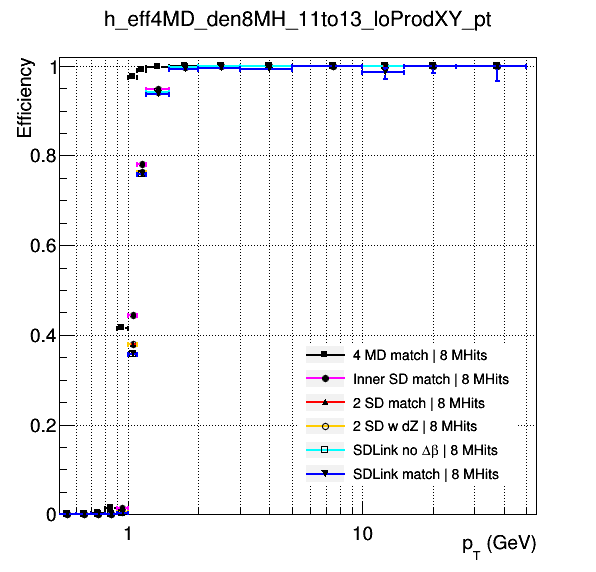 h_eff4MD_den8MH_11to13_loProdXY_pt
Efficiency
1
0.8
0.6
0.4
0.2
0
4 MD match | 8 MHits
Inner SD match | 8 MHits
2 SD match | 8 MHits
2 SD w dZ | 8 MHits
SDLink no Δβ | 8 MHits
SDLink match | 8 MHits
1
10
p_T (GeV)